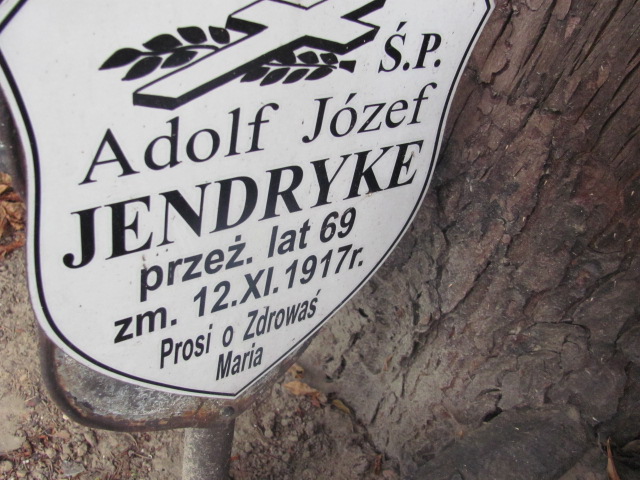 Ś.P.
Adolf Józef
JENDRYKE
przeż. lat 69
zm. 12.XI.1917r.
Prosi o Zdrowaś
Maria